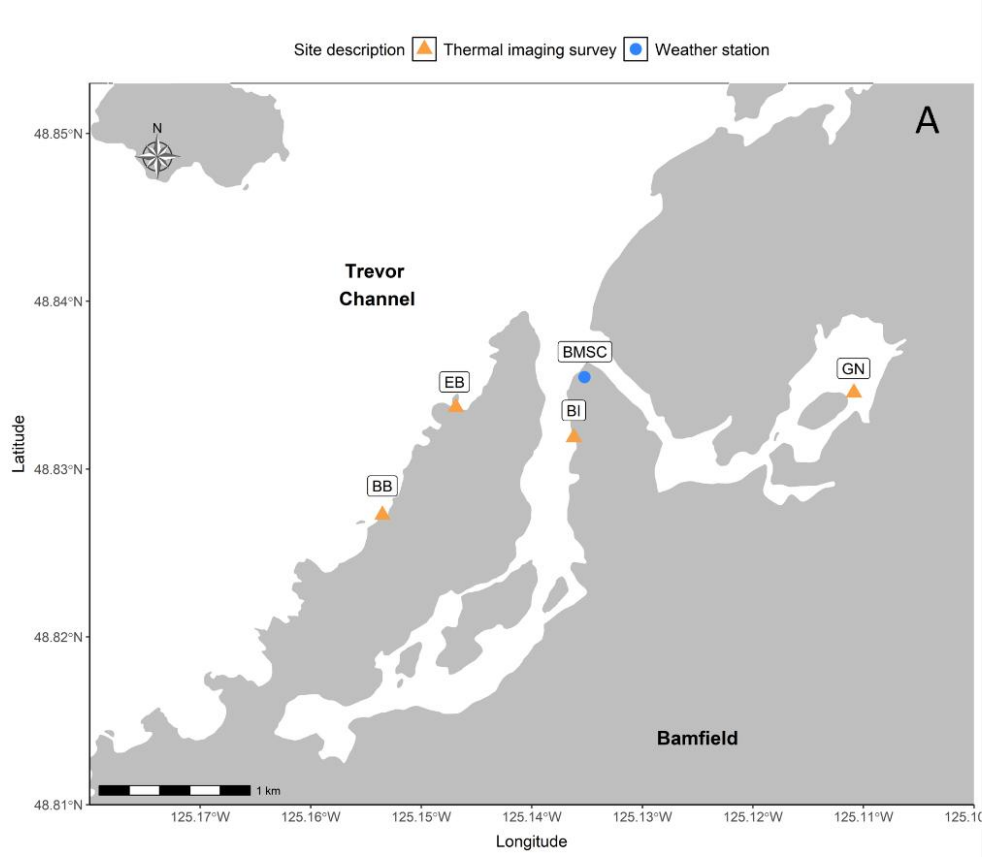 Site description Thermal imaging survey Weather station
A
48.85°N
N
Trevor
Channel
48.84°N
BMSC
GN
EB
BI
Latitude
48.83°N
BB
48.82°N
Bamfield
1 km
48.81°N
125.17°W 125.16°W 125.15°W 125.14°W 125.13°W 125.12°W 125.11°W 125.10
Longitude